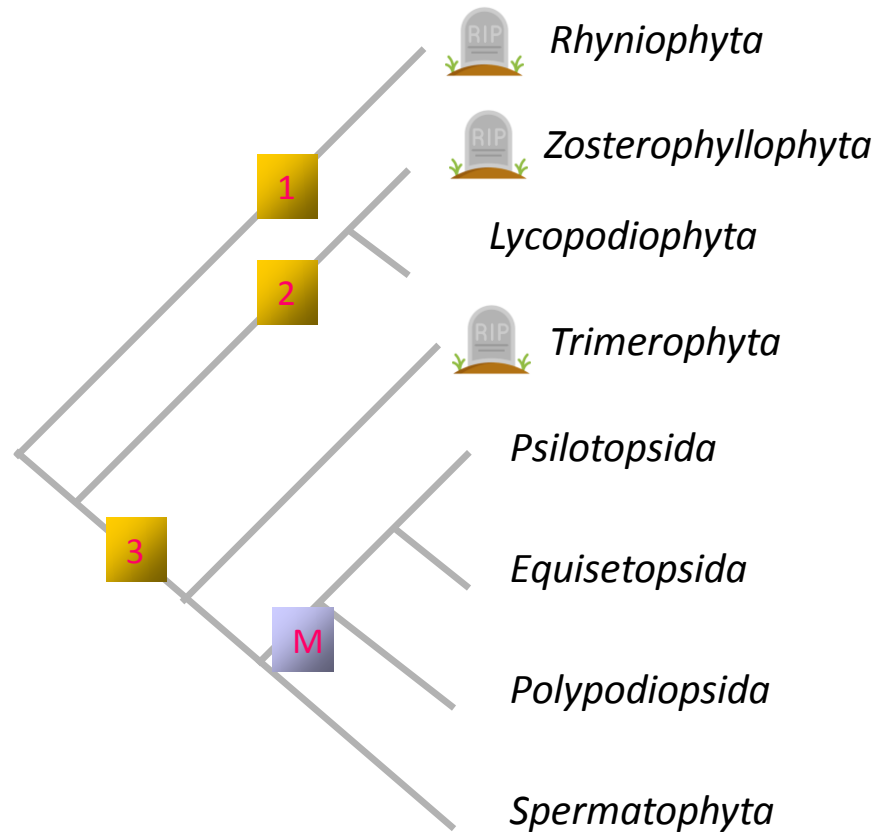 RIP Rhyniophyta
RIP Zosterophyllophyta
1
Lycopodiophyta
2
RIP Trimerophyta
Psilotopsida
3
Equisetopsida
M
Polypodiopsida
Spermatophyta